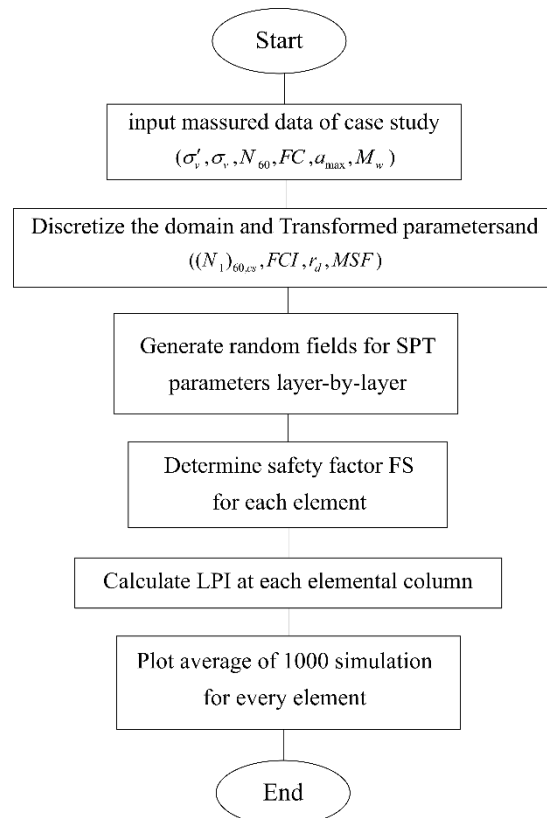 Start
input massured data of case study
(σ′ᵥ, σᵥ, N₆₀, FC, aₘₐₓ, M_w)
Discretize the domain and Transformed parametersand
((N₁)₆₀,cs, FCI, r_d, MSF)
Generate random fields for SPT
parameters layer-by-layer
Determine safety factor FS
for each element
Calculate LPI at each elemental column
Plot average of 1000 simulation
for every element
End